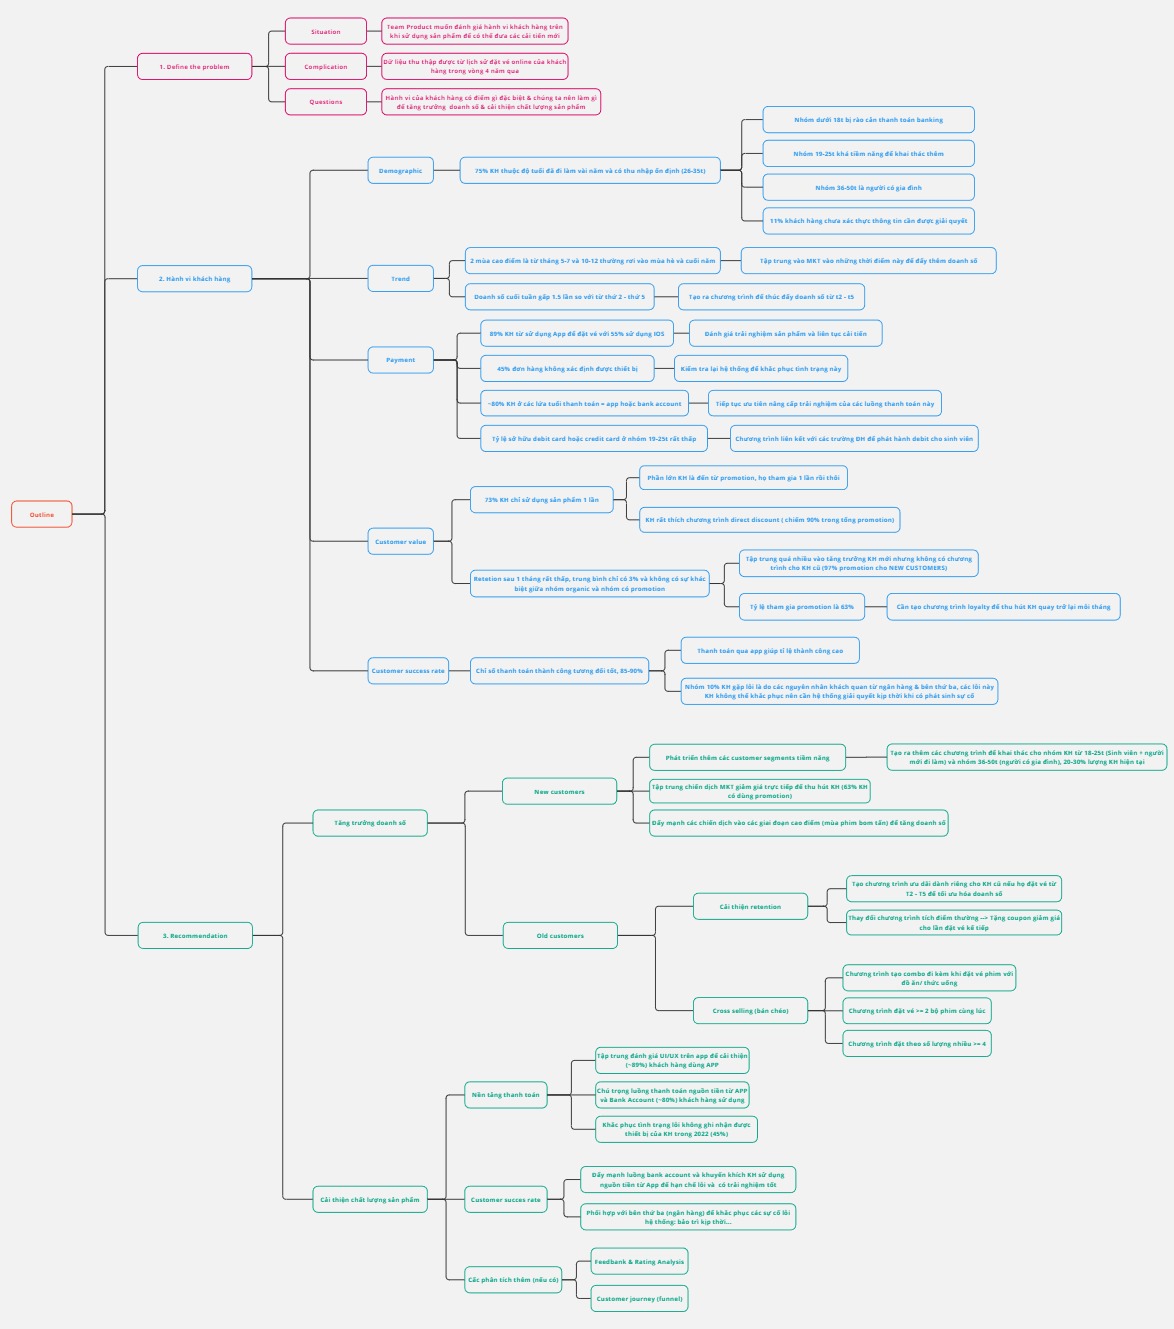 Outline
1. Define the problem
Situation
Team Product muốn đánh giá hành vi khách hàng trên
khi sử dụng sản phẩm để có thể đưa các cải tiến mới
Complication
Dữ liệu thu thập được từ lịch sử đặt vé online của khách
hàng trong vòng 4 năm qua
Questions
Hành vi của khách hàng có điểm gì đặc biệt & chúng ta nên làm gì
để tăng trưởng doanh số & cải thiện chất lượng sản phẩm
2. Hành vi khách hàng
Demographic
75% KH thuộc độ tuổi đã đi làm vài năm và có thu nhập ổn định (26-35t)
Nhóm dưới 18t bị rào cản thanh toán banking
Nhóm 19-25t khá tiềm năng để khai thác thêm
Nhóm 36-50t là người có gia đình
11% khách hàng chưa xác thực thông tin cần được giải quyết
Trend
2 mùa cao điểm là từ tháng 5-7 và 10-12 thường rơi vào mùa hè và cuối năm
Tập trung vào MKT vào những thời điểm này để đẩy thêm doanh số
Doanh số cuối tuần gấp 1.5 lần so với từ thứ 2 - thứ 5
Tạo ra chương trình để thúc đẩy doanh số từ t2 - t5
Payment
89% KH từ sử dụng App để đặt vé với 55% sử dụng IOS
Đánh giá trải nghiệm sản phẩm và liên tục cải tiến
45% đơn hàng không xác định được thiết bị
Kiểm tra lại hệ thống để khắc phục tình trạng này
~80% KH ở các lứa tuổi thanh toán = app hoặc bank account
Tiếp tục ưu tiên nâng cấp trải nghiệm của các luồng thanh toán này
Tỷ lệ sở hữu debit card hoặc credit card ở nhóm 19-25t rất thấp
Chương trình liên kết với các trường ĐH để phát hành debit cho sinh viên
Customer value
73% KH chỉ sử dụng sản phẩm 1 lần
Phần lớn KH là đến từ promotion, họ tham gia 1 lần rồi thôi
KH rất thích chương trình direct discount ( chiếm 90% trong tổng promotion)
Retetion sau 1 tháng rất thấp, trung bình chỉ có 3% và không có sự khác
biệt giữa nhóm organic và nhóm có promotion
Tập trung quá nhiều vào tăng trưởng KH mới nhưng không có chương
trình cho KH cũ (97% promotion cho NEW CUSTOMERS)
Tỷ lệ tham gia promotion là 63%
Cần tạo chương trình loyalty để thu hút KH quay trở lại mỗi tháng
Customer success rate
Chỉ số thanh toán thành công tương đối tốt, 85-90%
Thanh toán qua app giúp tỉ lệ thành công cao
Nhóm 10% KH gặp lỗi là do các nguyên nhân khách quan từ ngân hàng & bên thứ ba, các lỗi này
KH không thể khắc phục nên cần hệ thống giải quyết kịp thời khi có phát sinh sự cố
3. Recommendation
Tăng trưởng doanh số
New customers
Phát triển thêm các customer segments tiềm năng
Tạo ra thêm các chương trình để khai thác cho nhóm KH từ 18-25t (Sinh viên + người
mới đi làm) và nhóm 36-50t (người có gia đình), 20-30% lượng KH hiện tại
Tập trung chiến dịch MKT giảm giá trực tiếp để thu hút KH (63% KH
có dùng promotion)
Đẩy mạnh các chiến dịch vào các giai đoạn cao điểm (mùa phim bom tấn) để tăng doanh số
Old customers
Cải thiện retention
Tạo chương trình ưu đãi dành riêng cho KH cũ nếu họ đặt vé từ
T2 - T5 để tối ưu hóa doanh số
Thay đổi chương trình tích điểm thưởng --> Tặng coupon giảm giá
cho lần đặt vé kế tiếp
Cross selling (bán chéo)
Chương trình tạo combo đi kèm khi đặt vé phim với
đồ ăn/ thức uống
Chương trình đặt vé >= 2 bộ phim cùng lúc
Chương trình đặt theo số lượng nhiều >= 4
Cải thiện chất lượng sản phẩm
Nền tảng thanh toán
Tập trung đánh giá UI/UX trên app để cải thiện
(~89%) khách hàng dùng APP
Chú trọng luồng thanh toán nguồn tiền từ APP
và Bank Account (~80%) khách hàng sử dụng
Khắc phục tình trạng lỗi không ghi nhận được
thiết bị của KH trong 2022 (45%)
Customer succes rate
Đẩy mạnh luồng bank account và khuyến khích KH sử dụng
nguồn tiền từ App để hạn chế lỗi và có trải nghiệm tốt
Phối hợp với bên thứ ba (ngân hàng) để khắc phục các sự cố lỗi
hệ thống: bảo trì kịp thời...
Các phân tích thêm (nếu có)
Feedbank & Rating Analysis
Customer journey (funnel)